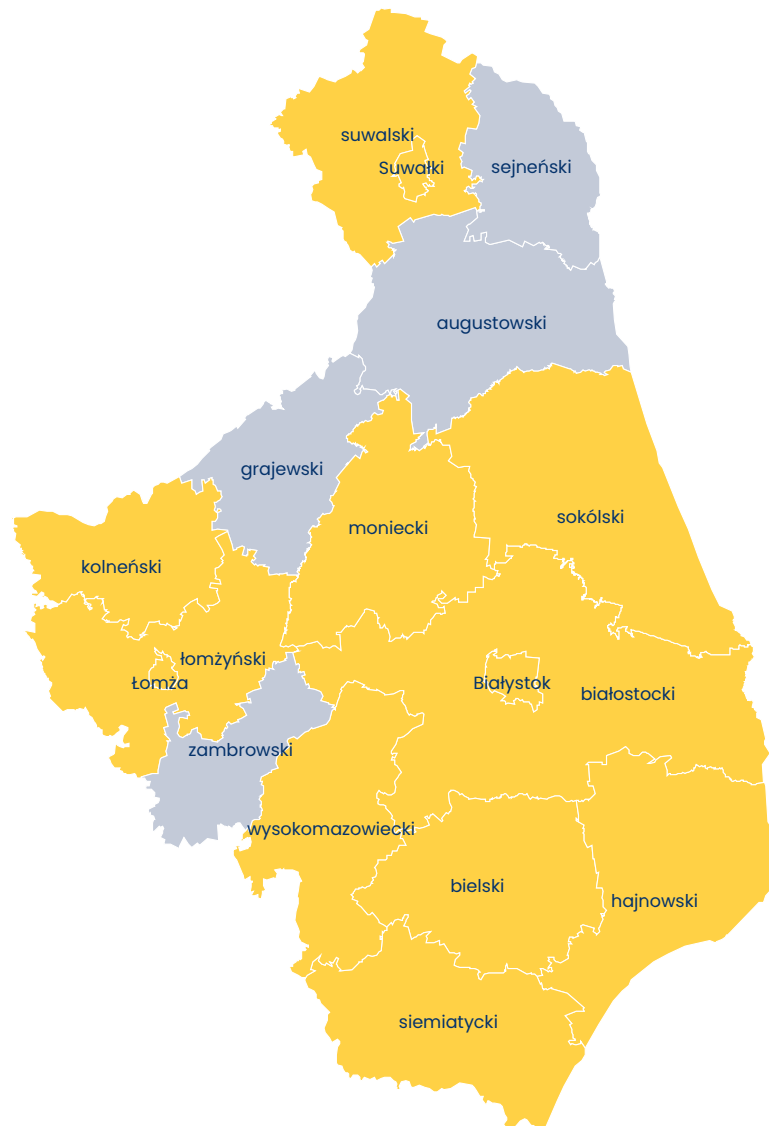 suwalski
Suwałki
sejneński
augustowski
grajewski
sokólski
moniecki
kolneński
łomżyński
Łomża
Białystok
białostocki
zambrowski
wysokomazowiecki
bielski
hajnowski
siemiatycki